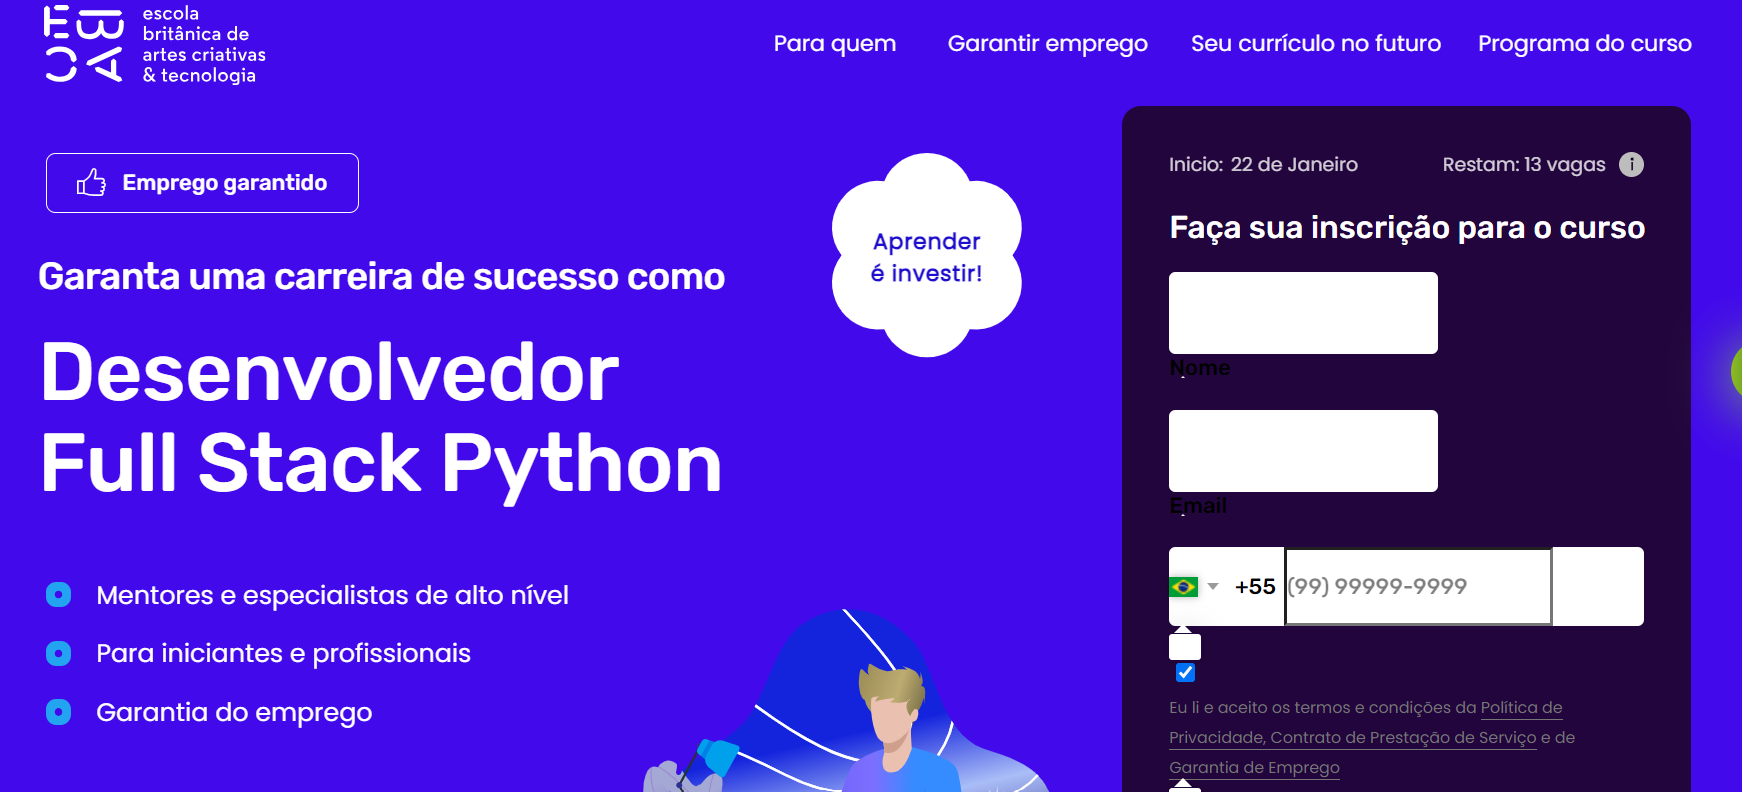 EBAC
escola
britânica de
artes criativas
& tecnologia
Para quem
Garantir emprego
Seu currículo no futuro
Programa do curso
Emprego garantido
Garanta uma carreira de sucesso como
Desenvolvedor
Full Stack Python
Mentores e especialistas de alto nível
Para iniciantes e profissionais
Garantia do emprego
Aprender
é investir!
Inicio: 22 de Janeiro
Restam: 13 vagas
i
Faça sua inscrição para o curso
Nome
Email
+55
(99) 99999-9999
Eu li e aceito os termos e condições da Política de
Privacidade, Contrato de Prestação de Serviço e de
Garantia de Emprego